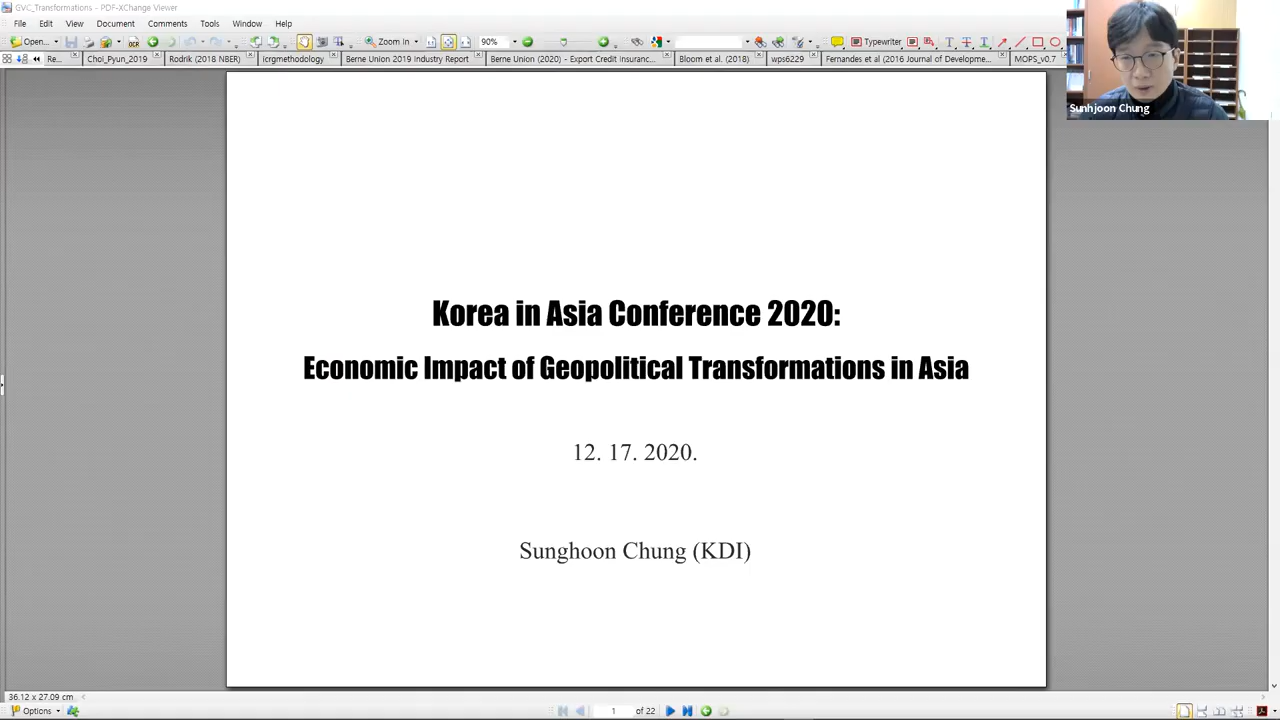 GVC_Transformations - PDF-XChange Viewer
File Edit View Document Comments Tools Window Help
Open... OCR Zoom In 90% Typewriter
Re... Choi_Pyun_2019 Rodrik (2018 NBER) icrgmethodology Berne Union 2019 Industry Report Berne Union (2020) - Export Credit Insuranc... Bloom et al. (2018) wps6229 Fernandes et al (2016 Journal of Developme... MOPS_v0.7
Sunhjoon Chung
Korea in Asia Conference 2020:
Economic Impact of Geopolitical Transformations in Asia
12. 17. 2020.
Sunghoon Chung (KDI)
36.12 x 27.09 cm
Options 1 of 22